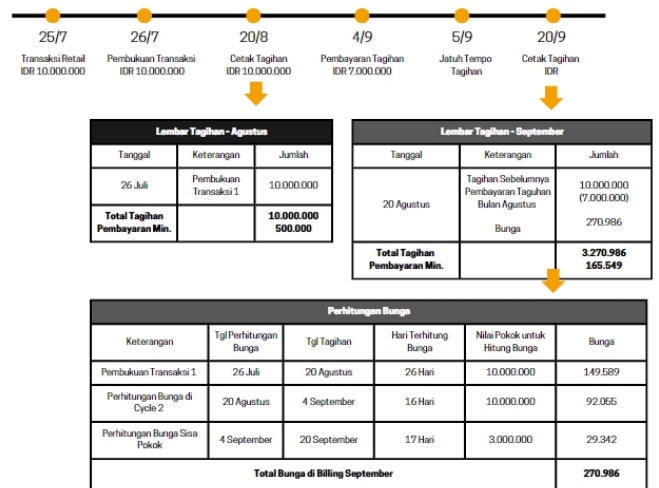 25/7 26/7 20/8 4/9 5/9 20/9
Transaksi Retail Pembukuan Transaksi Cetak Tagihan Pembayaran Tagihan Jatuh Tempo Cetak Tagihan
IDR 10.000.000 IDR 10.000.000 IDR 10.000.000 IDR 7.000.000 Tagihan IDR
Lembar Tagihan - Agustus
Tanggal Keterangan Jumlah
26 Juli Pembukuan Transaksi 1 10.000.000
Total Tagihan 10.000.000
Pembayaran Min. 500.000
Lembar Tagihan - September
Tanggal Keterangan Jumlah
20 Agustus
Tagihan Sebelumnya 10.000.000
Pembayaran Taguhan (7.000.000)
Bulan Agustus
Bunga 270.986
Total Tagihan 3.270.986
Pembayaran Min. 165.549
Perhitungan Bunga
Keterangan Tgl Perhitungan Bunga Tgl Tagihan Hari Terhitung Bunga Nilai Pokok untuk Hitung Bunga Bunga
Pembukuan Transaksi 1 26 Juli 20 Agustus 26 Hari 10.000.000 149.589
Perhitungan Bunga di Cycle 2 20 Agustus 4 September 16 Hari 10.000.000 92.055
Perhitungan Bunga Sisa Pokok 4 September 20 September 17 Hari 3.000.000 29.342
Total Bunga di Billing September 270.986